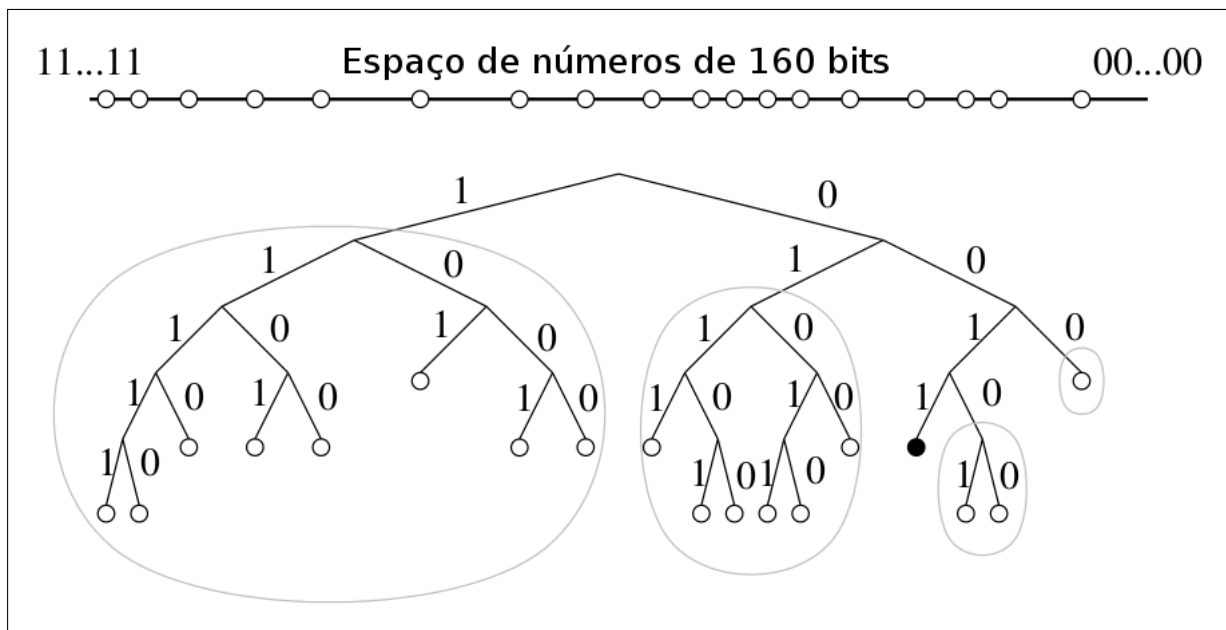 11...11 Espaço de números de 160 bits 00...00
1 0
1 0 1 0
1 0 1 0 1 0 1 0
1 0 1 0 1 0 1 0 1 0 1 0
1 0 1 0 1 0 1 0